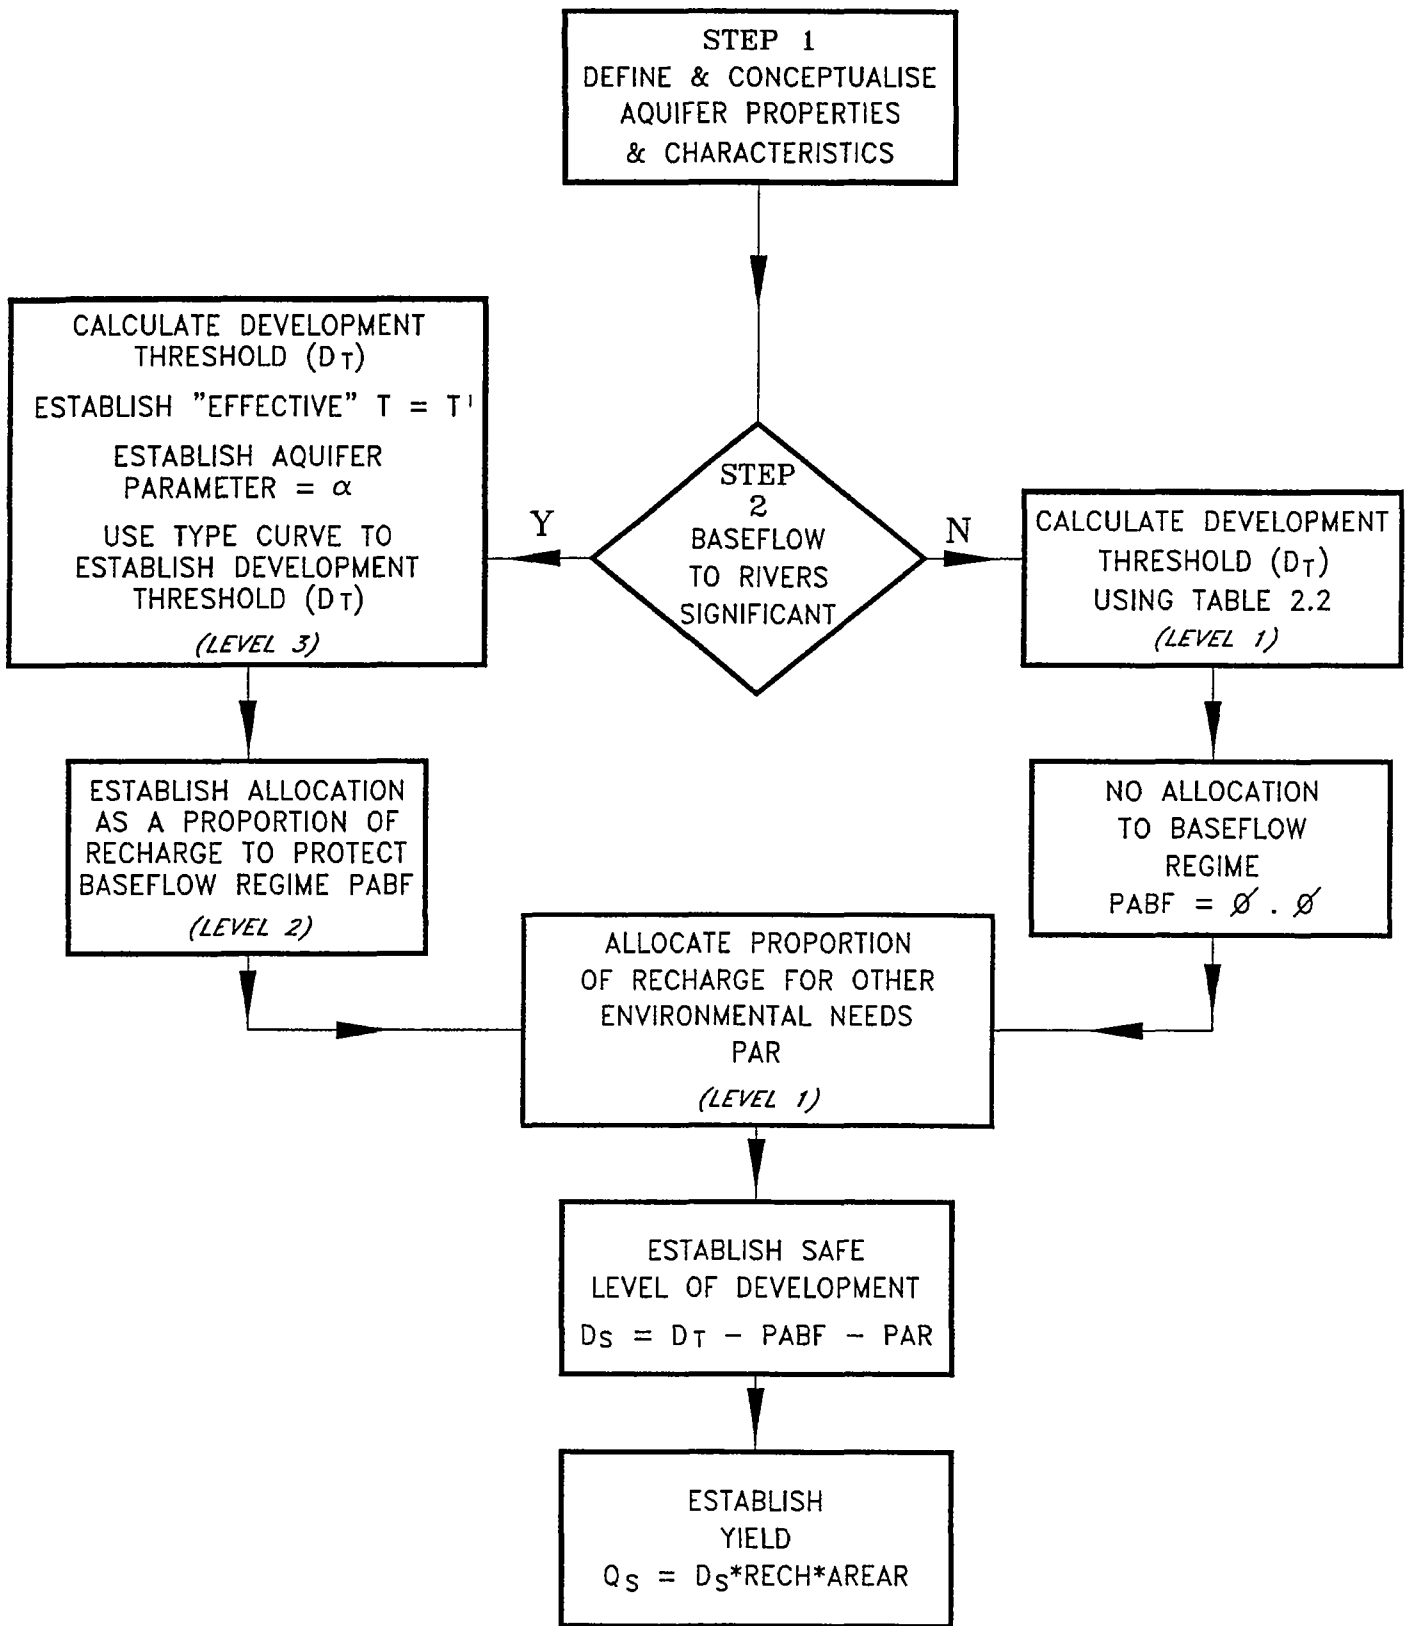 STEP 1
DEFINE & CONCEPTUALISE
AQUIFER PROPERTIES
& CHARACTERISTICS
CALCULATE DEVELOPMENT
THRESHOLD (DT)
ESTABLISH "EFFECTIVE" T = T'
ESTABLISH AQUIFER
PARAMETER = α
USE TYPE CURVE TO
ESTABLISH DEVELOPMENT
THRESHOLD (DT)
(LEVEL 3)
Y
STEP
2
BASEFLOW
TO RIVERS
SIGNIFICANT
N
CALCULATE DEVELOPMENT
THRESHOLD (DT)
USING TABLE 2.2
(LEVEL 1)
ESTABLISH ALLOCATION
AS A PROPORTION OF
RECHARGE TO PROTECT
BASEFLOW REGIME PABF
(LEVEL 2)
NO ALLOCATION
TO BASEFLOW
REGIME
PABF = Ø . Ø
ALLOCATE PROPORTION
OF RECHARGE FOR OTHER
ENVIRONMENTAL NEEDS
PAR
(LEVEL 1)
ESTABLISH SAFE
LEVEL OF DEVELOPMENT
DS = DT - PABF - PAR
ESTABLISH
YIELD
QS = DS*RECH*AREAR